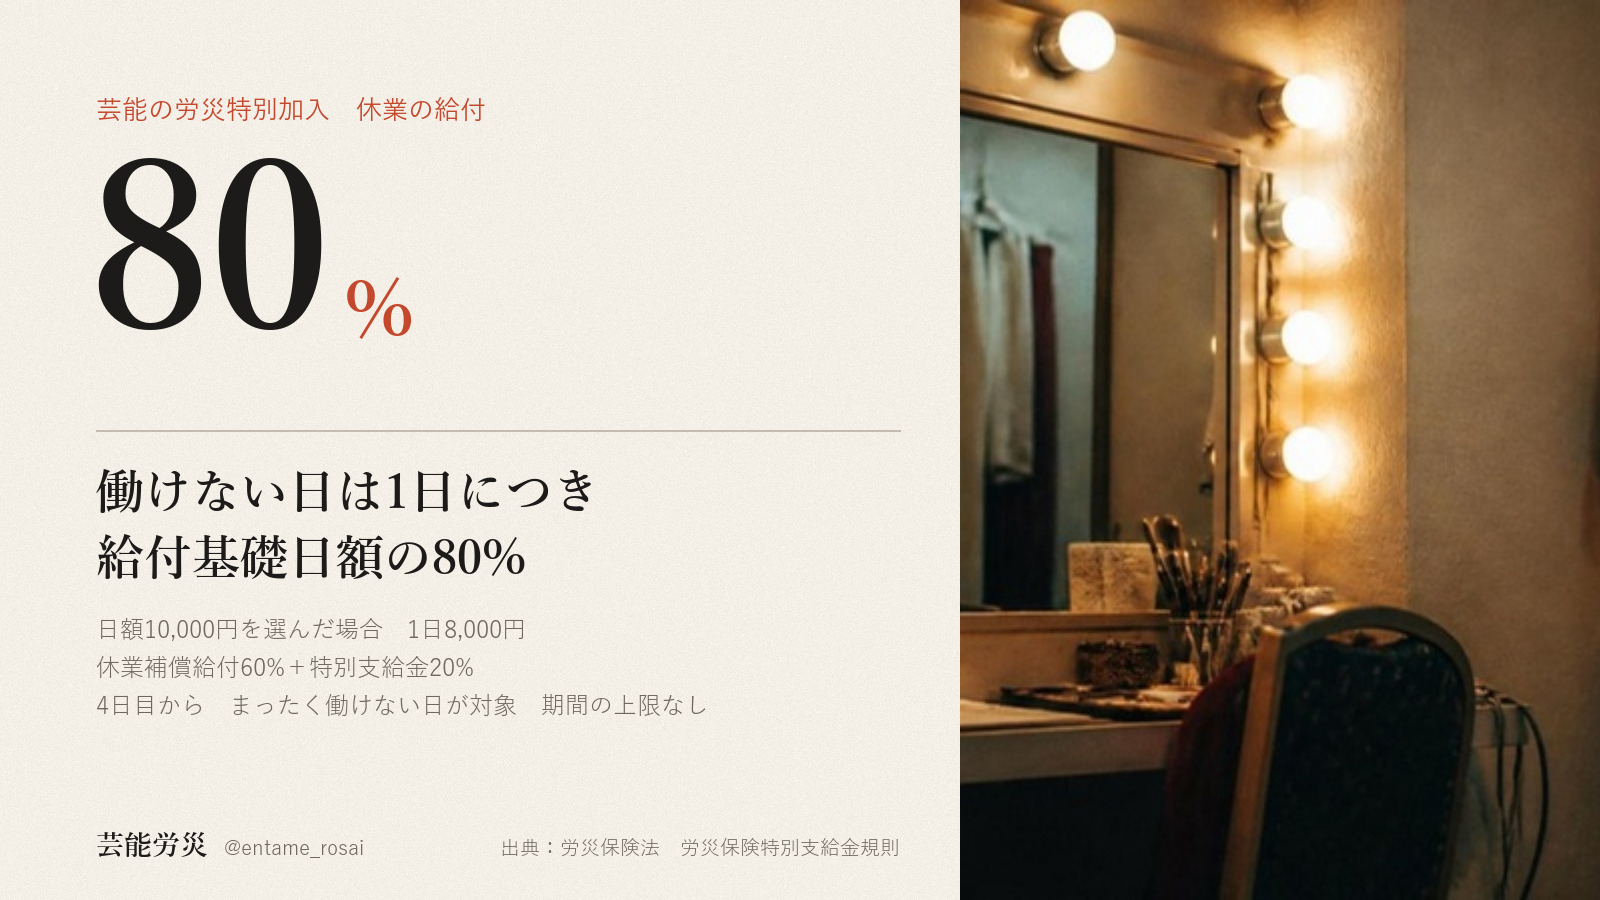 芸能の労災特別加入　休業の給付
80%
働けない日は1日につき
給付基礎日額の80%
日額10,000円を選んだ場合　1日8,000円
休業補償給付60%＋特別支給金20%
4日目から　まったく働けない日が対象　期間の上限なし
芸能労災 @entame_rosai
出典：労災保険法　労災保険特別支給金規則